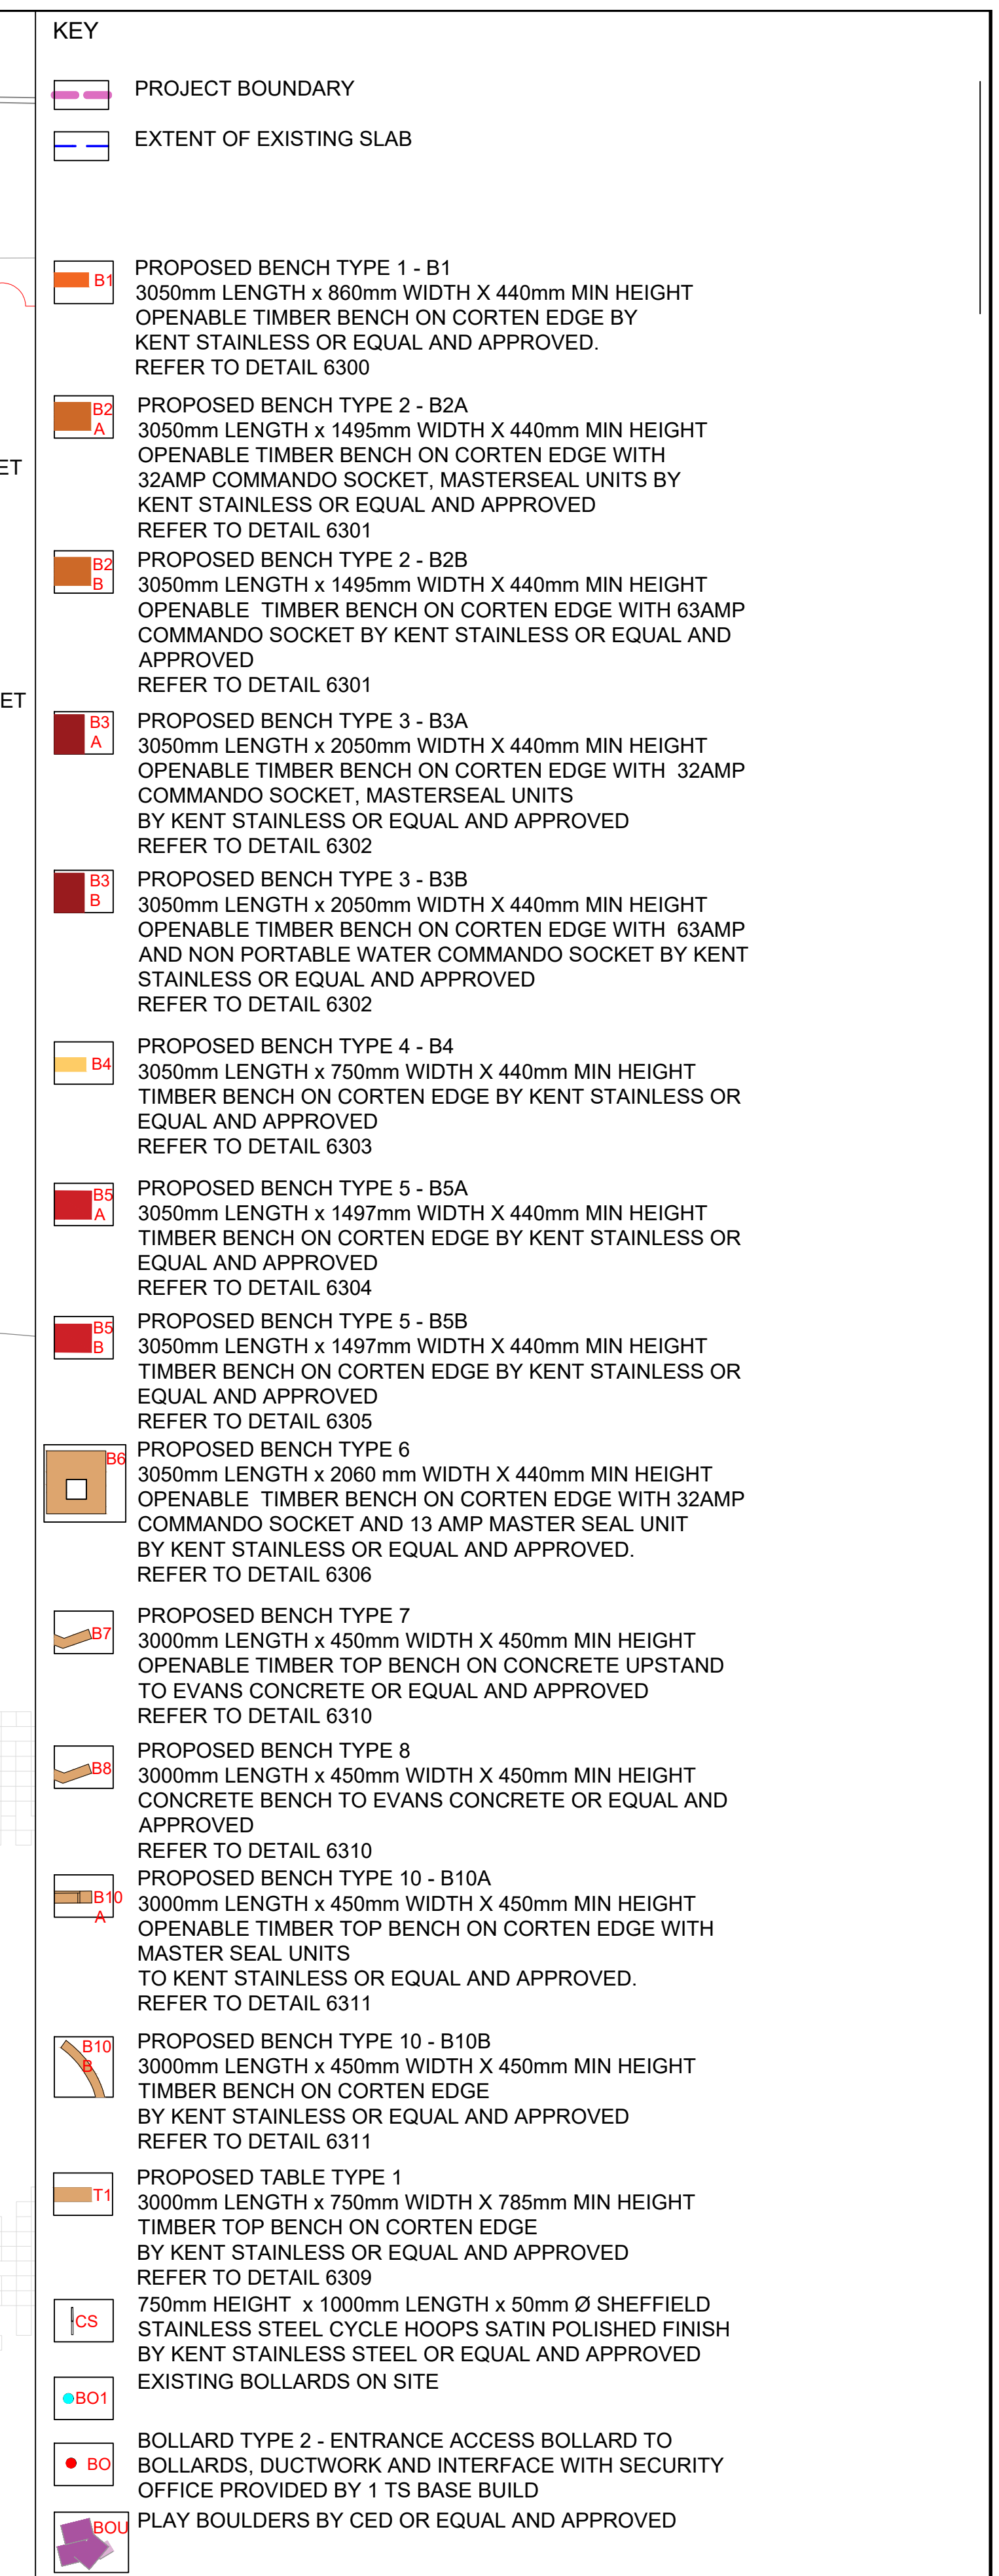 KEY
PROJECT BOUNDARY
EXTENT OF EXISTING SLAB
B1
PROPOSED BENCH TYPE 1 - B1
3050mm LENGTH x 860mm WIDTH X 440mm MIN HEIGHT
OPENABLE TIMBER BENCH ON CORTEN EDGE BY
KENT STAINLESS OR EQUAL AND APPROVED.
REFER TO DETAIL 6300
B2
A
PROPOSED BENCH TYPE 2 - B2A
3050mm LENGTH x 1495mm WIDTH X 440mm MIN HEIGHT
OPENABLE TIMBER BENCH ON CORTEN EDGE WITH
32AMP COMMANDO SOCKET, MASTERSEAL UNITS BY
KENT STAINLESS OR EQUAL AND APPROVED
REFER TO DETAIL 6301
ET
B2
B
PROPOSED BENCH TYPE 2 - B2B
3050mm LENGTH x 1495mm WIDTH X 440mm MIN HEIGHT
OPENABLE  TIMBER BENCH ON CORTEN EDGE WITH 63AMP
COMMANDO SOCKET BY KENT STAINLESS OR EQUAL AND
APPROVED
REFER TO DETAIL 6301
ET
B3
A
PROPOSED BENCH TYPE 3 - B3A
3050mm LENGTH x 2050mm WIDTH X 440mm MIN HEIGHT
OPENABLE TIMBER BENCH ON CORTEN EDGE WITH  32AMP
COMMANDO SOCKET, MASTERSEAL UNITS
BY KENT STAINLESS OR EQUAL AND APPROVED
REFER TO DETAIL 6302
B3
B
PROPOSED BENCH TYPE 3 - B3B
3050mm LENGTH x 2050mm WIDTH X 440mm MIN HEIGHT
OPENABLE TIMBER BENCH ON CORTEN EDGE WITH  63AMP
AND NON PORTABLE WATER COMMANDO SOCKET BY KENT
STAINLESS OR EQUAL AND APPROVED
REFER TO DETAIL 6302
B4
PROPOSED BENCH TYPE 4 - B4
3050mm LENGTH x 750mm WIDTH X 440mm MIN HEIGHT
TIMBER BENCH ON CORTEN EDGE BY KENT STAINLESS OR
EQUAL AND APPROVED
REFER TO DETAIL 6303
B5
A
PROPOSED BENCH TYPE 5 - B5A
3050mm LENGTH x 1497mm WIDTH X 440mm MIN HEIGHT
TIMBER BENCH ON CORTEN EDGE BY KENT STAINLESS OR
EQUAL AND APPROVED
REFER TO DETAIL 6304
B5
B
PROPOSED BENCH TYPE 5 - B5B
3050mm LENGTH x 1497mm WIDTH X 440mm MIN HEIGHT
TIMBER BENCH ON CORTEN EDGE BY KENT STAINLESS OR
EQUAL AND APPROVED
REFER TO DETAIL 6305
B6
PROPOSED BENCH TYPE 6
3050mm LENGTH x 2060 mm WIDTH X 440mm MIN HEIGHT
OPENABLE  TIMBER BENCH ON CORTEN EDGE WITH 32AMP
COMMANDO SOCKET AND 13 AMP MASTER SEAL UNIT
BY KENT STAINLESS OR EQUAL AND APPROVED.
REFER TO DETAIL 6306
B7
PROPOSED BENCH TYPE 7
3000mm LENGTH x 450mm WIDTH X 450mm MIN HEIGHT
OPENABLE TIMBER TOP BENCH ON CONCRETE UPSTAND
TO EVANS CONCRETE OR EQUAL AND APPROVED
REFER TO DETAIL 6310
B8
PROPOSED BENCH TYPE 8
3000mm LENGTH x 450mm WIDTH X 450mm MIN HEIGHT
CONCRETE BENCH TO EVANS CONCRETE OR EQUAL AND
APPROVED
REFER TO DETAIL 6310
B10
A
PROPOSED BENCH TYPE 10 - B10A
3000mm LENGTH x 450mm WIDTH X 450mm MIN HEIGHT
OPENABLE TIMBER TOP BENCH ON CORTEN EDGE WITH
MASTER SEAL UNITS
TO KENT STAINLESS OR EQUAL AND APPROVED.
REFER TO DETAIL 6311
B10
B
PROPOSED BENCH TYPE 10 - B10B
3000mm LENGTH x 450mm WIDTH X 450mm MIN HEIGHT
TIMBER BENCH ON CORTEN EDGE
BY KENT STAINLESS OR EQUAL AND APPROVED
REFER TO DETAIL 6311
T1
PROPOSED TABLE TYPE 1
3000mm LENGTH x 750mm WIDTH X 785mm MIN HEIGHT
TIMBER TOP BENCH ON CORTEN EDGE
BY KENT STAINLESS OR EQUAL AND APPROVED
REFER TO DETAIL 6309
CS
750mm HEIGHT  x 1000mm LENGTH x 50mm Ø SHEFFIELD
STAINLESS STEEL CYCLE HOOPS SATIN POLISHED FINISH
BY KENT STAINLESS STEEL OR EQUAL AND APPROVED
BO1
EXISTING BOLLARDS ON SITE
BO
BOLLARD TYPE 2 - ENTRANCE ACCESS BOLLARD TO
BOLLARDS, DUCTWORK AND INTERFACE WITH SECURITY
OFFICE PROVIDED BY 1 TS BASE BUILD
BOU
PLAY BOULDERS BY CED OR EQUAL AND APPROVED